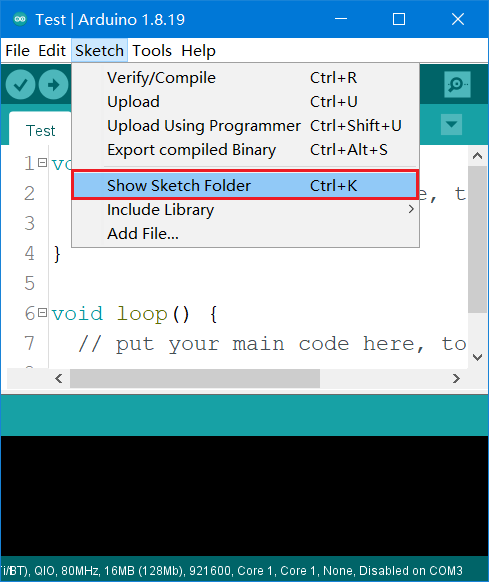 Test | Arduino 1.8.19
File Edit Sketch Tools Help
Verify/Compile Ctrl+R
Upload Ctrl+U
Upload Using Programmer Ctrl+Shift+U
Export compiled Binary Ctrl+Alt+S
Show Sketch Folder Ctrl+K
Include Library
Add File...
Test
1 vo
2 e, t
3
4 }
5
6 void loop() {
7 // put your main code here, to
i/BT), QIO, 80MHz, 16MB (128Mb), 921600, Core 1, Core 1, None, Disabled on COM3